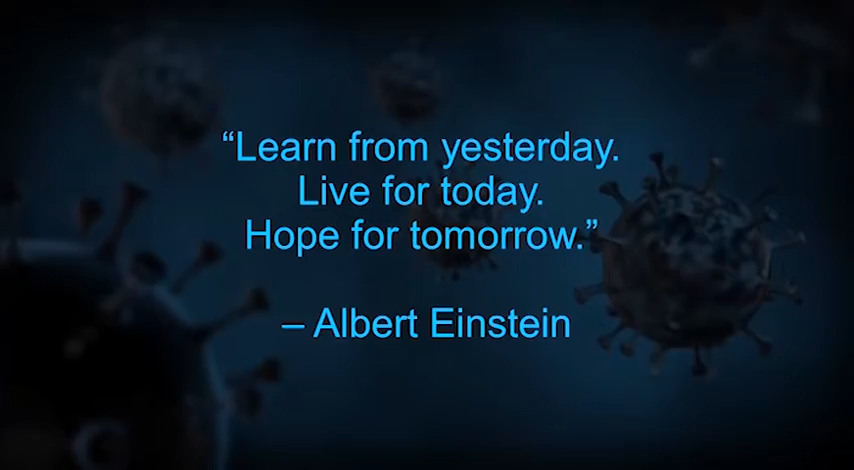 “Learn from yesterday.
Live for today.
Hope for tomorrow.”
– Albert Einstein